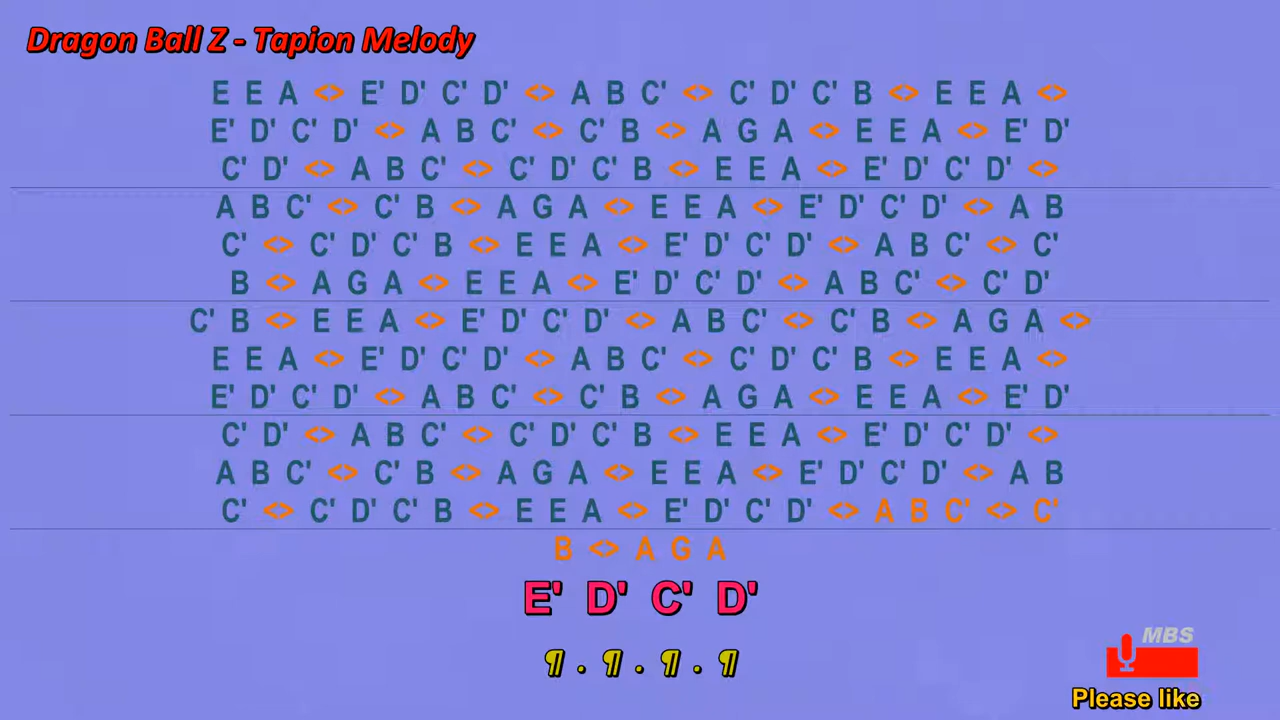 Dragon Ball Z - Tapion Melody
E E A <> E' D' C' D' <> A B C' <> C' D' C' B <> E E A <>
E' D' C' D' <> A B C' <> C' B <> A G A <> E E A <> E' D'
C' D' <> A B C' <> C' D' C' B <> E E A <> E' D' C' D' <>
A B C' <> C' B <> A G A <> E E A <> E' D' C' D' <> A B
C' <> C' D' C' B <> E E A <> E' D' C' D' <> A B C' <> C'
B <> A G A <> E E A <> E' D' C' D' <> A B C' <> C' D'
C' B <> E E A <> E' D' C' D' <> A B C' <> C' B <> A G A <>
E E A <> E' D' C' D' <> A B C' <> C' D' C' B <> E E A <>
E' D' C' D' <> A B C' <> C' B <> A G A <> E E A <> E' D'
C' D' <> A B C' <> C' D' C' B <> E E A <> E' D' C' D' <>
A B C' <> C' B <> A G A <> E E A <> E' D' C' D' <> A B
C' <> C' D' C' B <> E E A <> E' D' C' D' <> A B C' <> C'
B <> A G A
E' D' C' D'
¶ . ¶ . ¶ . ¶
MBS
Please like